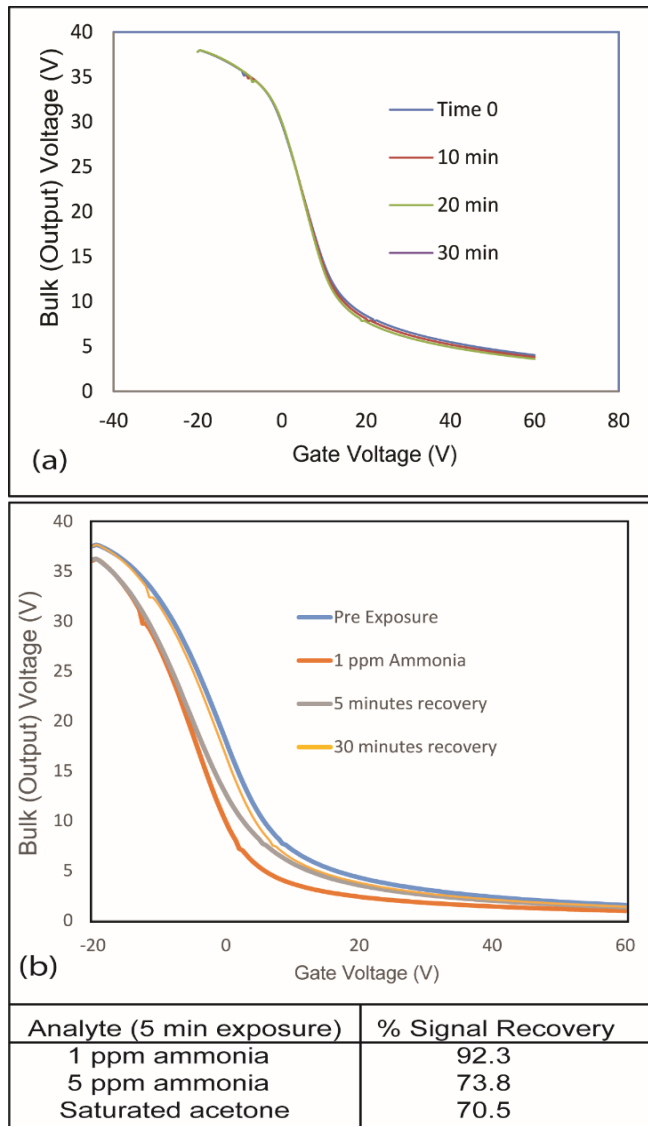 40
35
30
25
20
15
10
5
0
Bulk (Output) Voltage (V)
Time 0
10 min
20 min
30 min
-40 -20 0 20 40 60 80
Gate Voltage (V)
(a)
40
35
30
25
20
15
10
5
0
Bulk (Output) Voltage (V)
Pre Exposure
1 ppm Ammonia
5 minutes recovery
30 minutes recovery
-20 0 20 40 60
Gate Voltage (V)
(b)
Analyte (5 min exposure) % Signal Recovery
1 ppm ammonia 92.3
5 ppm ammonia 73.8
Saturated acetone 70.5